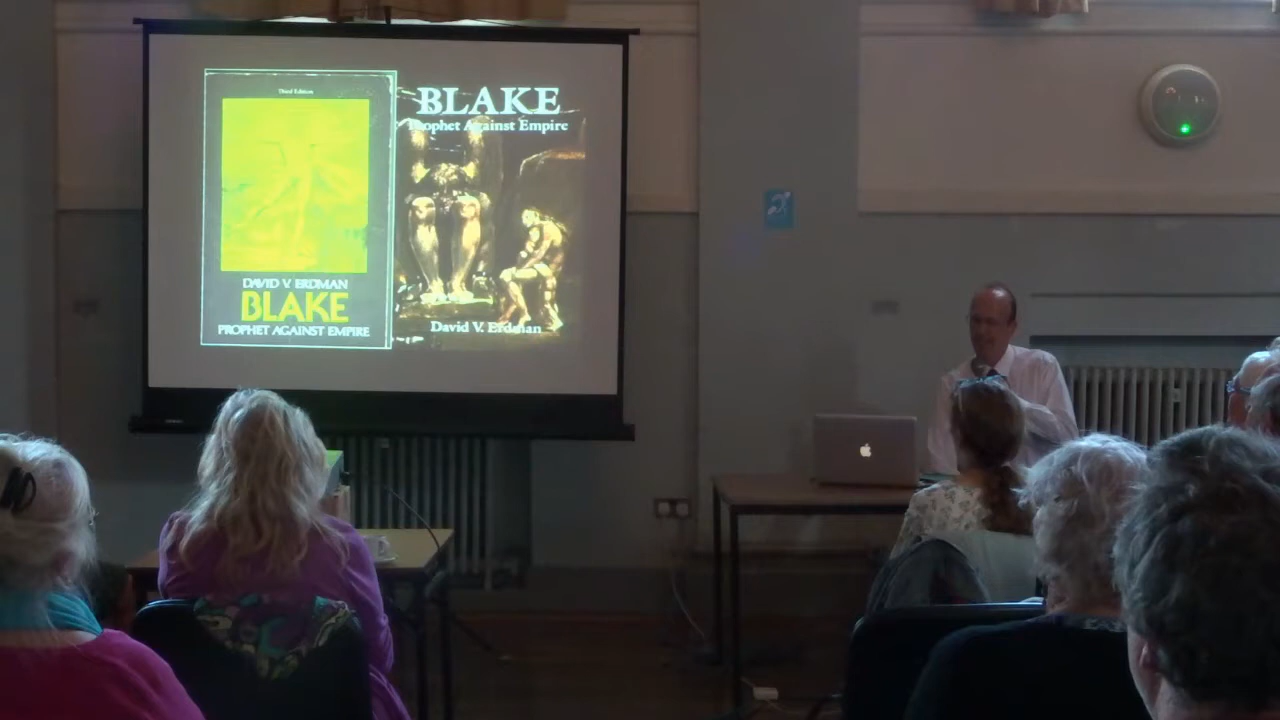 Third Edition
DAVID V. ERDMAN
BLAKE
PROPHET AGAINST EMPIRE
BLAKE
Prophet Against Empire
David V. Erdman